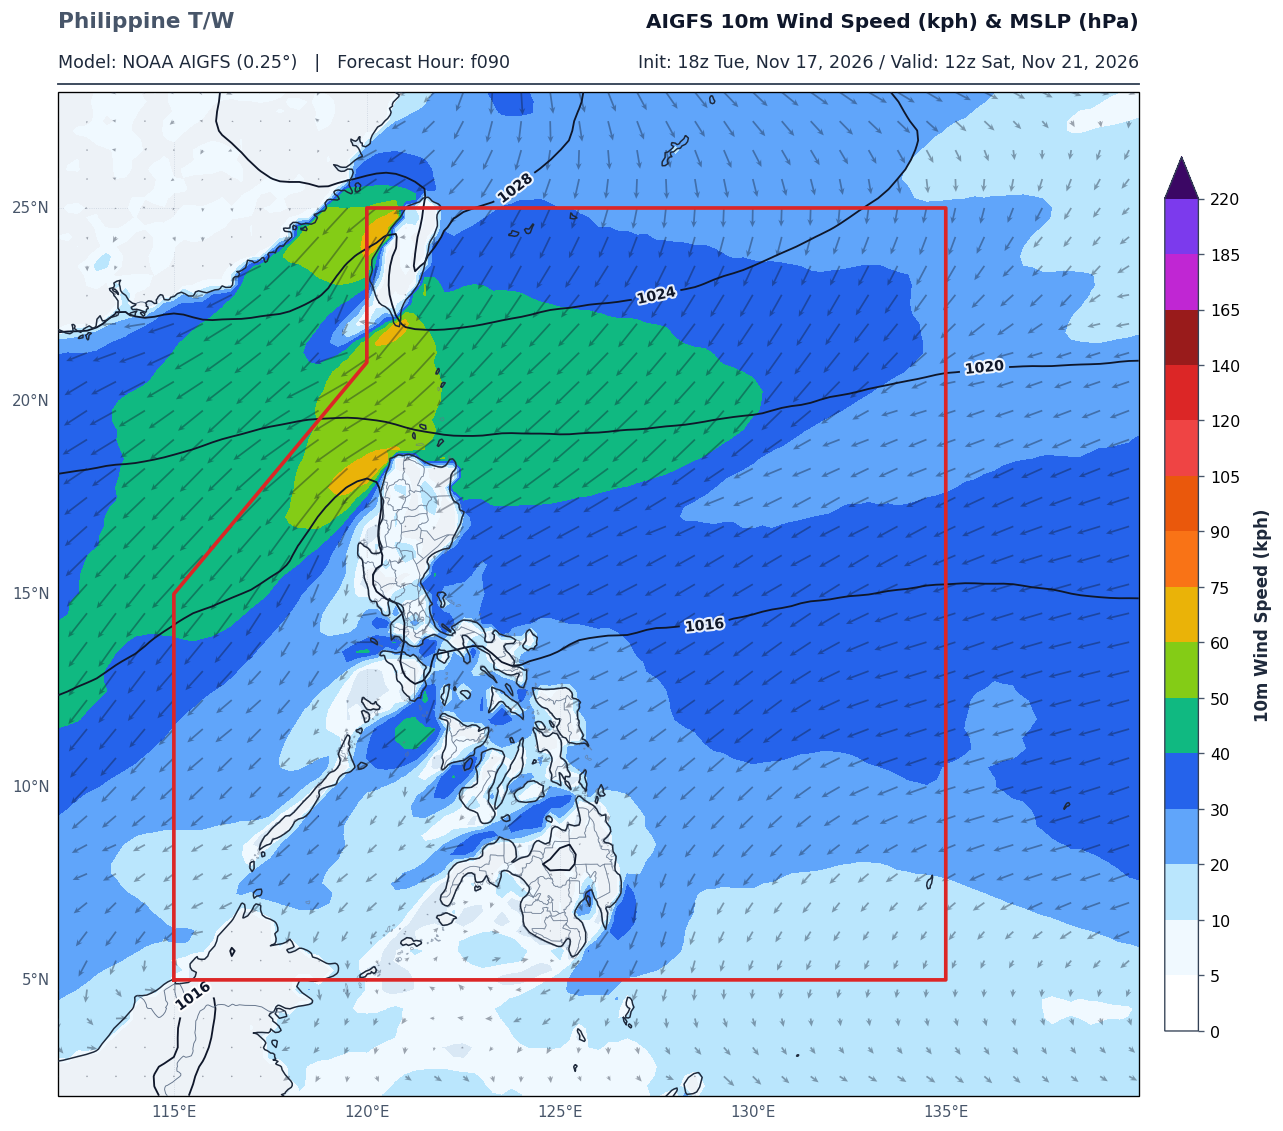 Philippine T/W
AIGFS 10m Wind Speed (kph) & MSLP (hPa)
Model: NOAA AIGFS (0.25°)   |   Forecast Hour: f090
Init: 18z Tue, Nov 17, 2026 / Valid: 12z Sat, Nov 21, 2026
25°N
20°N
15°N
10°N
5°N
1028
1024
1020
1016
1016
115°E
120°E
125°E
130°E
135°E
220
185
165
140
120
105
90
75
60
50
40
30
20
10
5
0
10m Wind Speed (kph)